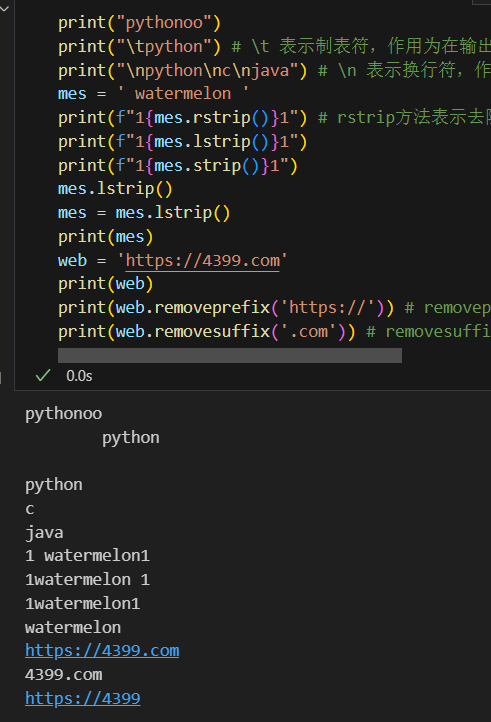 print("pythonoo")
print("\tpython") # \t 表示制表符，作用为在输出
print("\npython\nc\njava") # \n 表示换行符，作
mes = ' watermelon '
print(f"1{mes.rstrip()}1") # rstrip方法表示去除
print(f"1{mes.lstrip()}1")
print(f"1{mes.strip()}1")
mes.lstrip()
mes = mes.lstrip()
print(mes)
web = 'https://4399.com'
print(web)
print(web.removeprefix('https://')) # removep
print(web.removesuffix('.com')) # removesuffi
0.0s
pythonoo
        python

python
c
java
1 watermelon1
1watermelon 1
1watermelon1
watermelon
https://4399.com
4399.com
https://4399